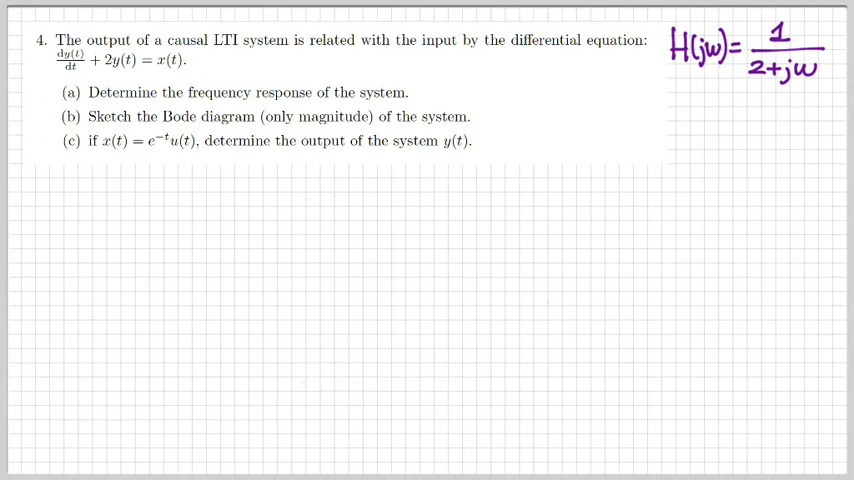 4. The output of a causal LTI system is related with the input by the differential equation:
dy(t)/dt + 2y(t) = x(t).
(a) Determine the frequency response of the system.
(b) Sketch the Bode diagram (only magnitude) of the system.
(c) if x(t) = e^{-t}u(t), determine the output of the system y(t).
H(jw)= 1/(2+jw)